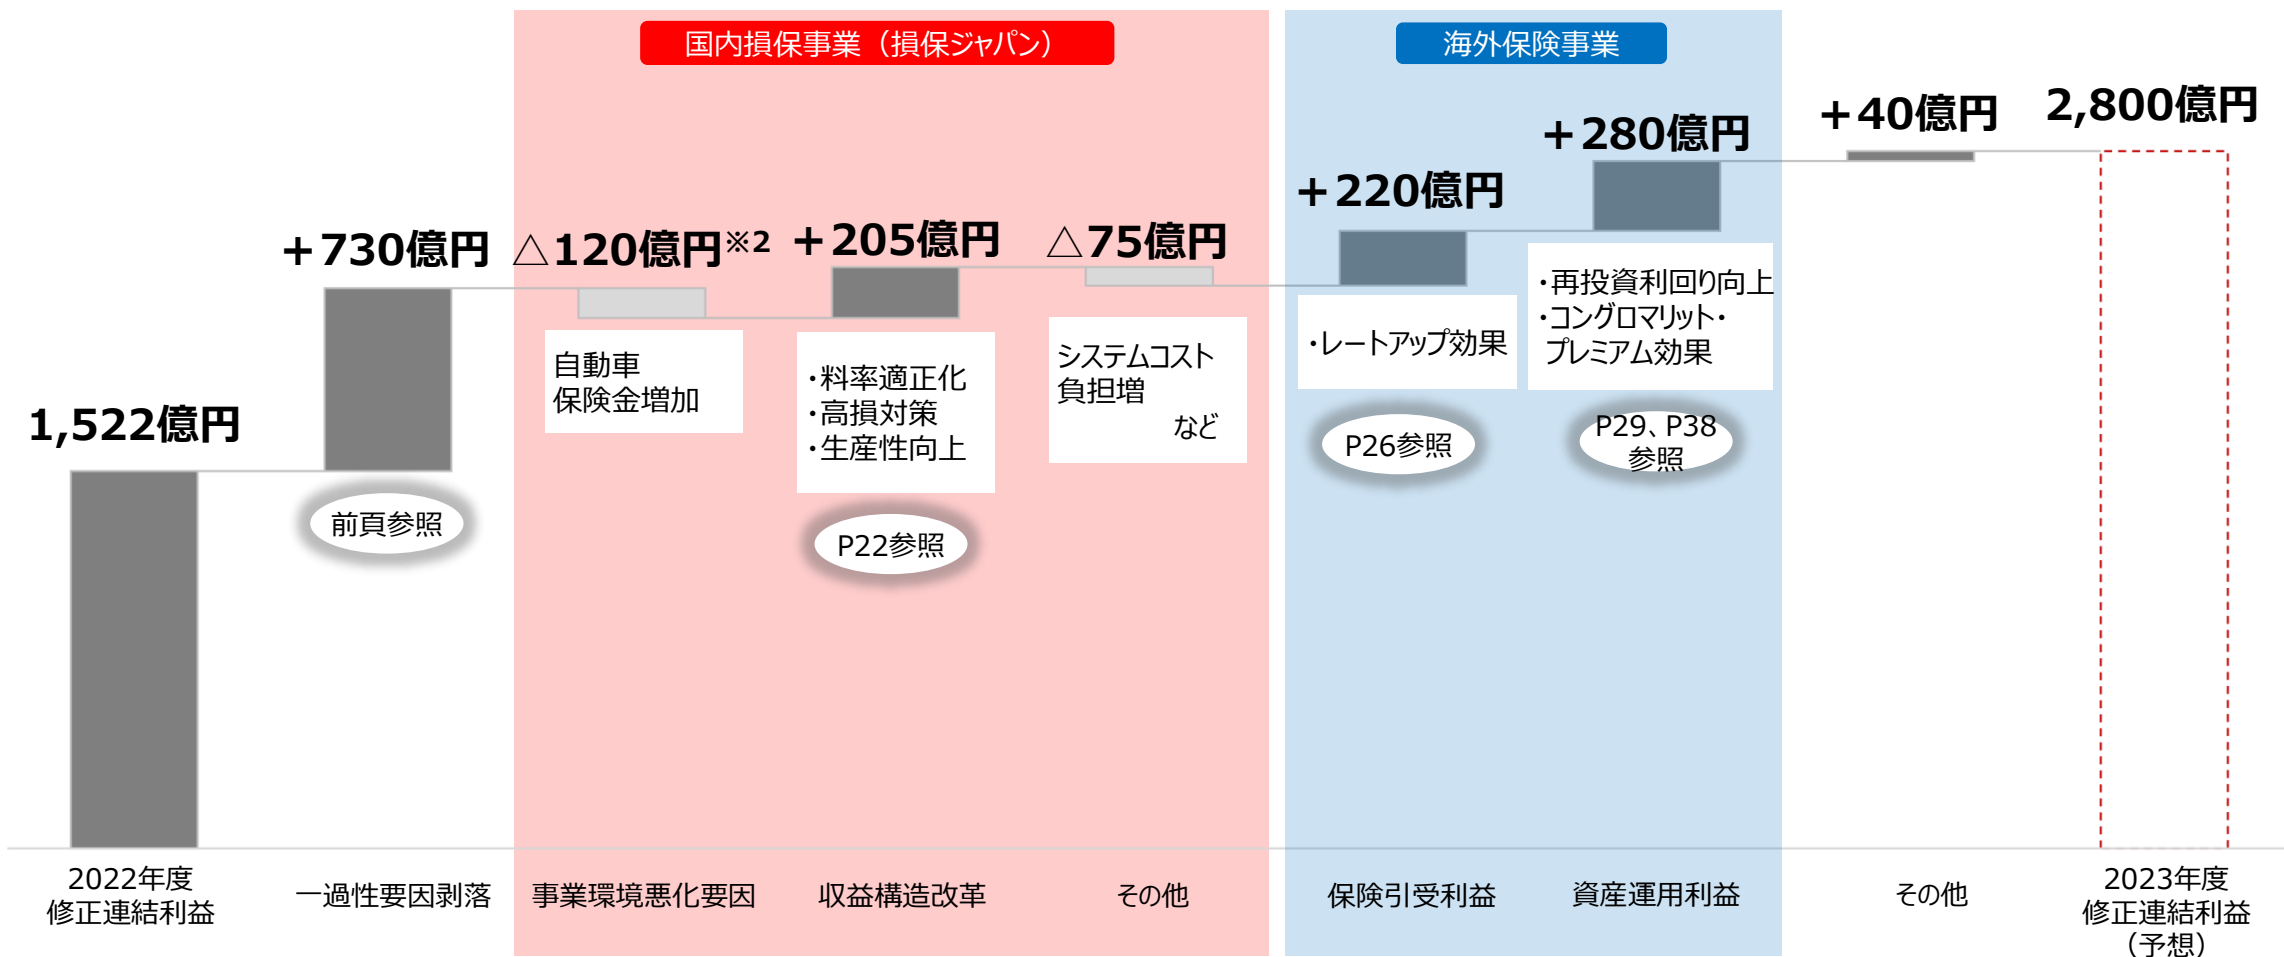 国内損保事業（損保ジャパン）
海外保険事業
1,522億円
＋730億円
△120億円※2
＋205億円
△75億円
＋220億円
＋280億円
＋40億円
2,800億円
前頁参照
自動車
保険金増加
・料率適正化
・高損対策
・生産性向上
P22参照
システムコスト
負担増
など
・レートアップ効果
P26参照
・再投資利回り向上
・コングロマリット・
プレミアム効果
P29、P38
参照
2022年度
修正連結利益
一過性要因剥落
事業環境悪化要因
収益構造改革
その他
保険引受利益
資産運用利益
その他
2023年度
修正連結利益
（予想）